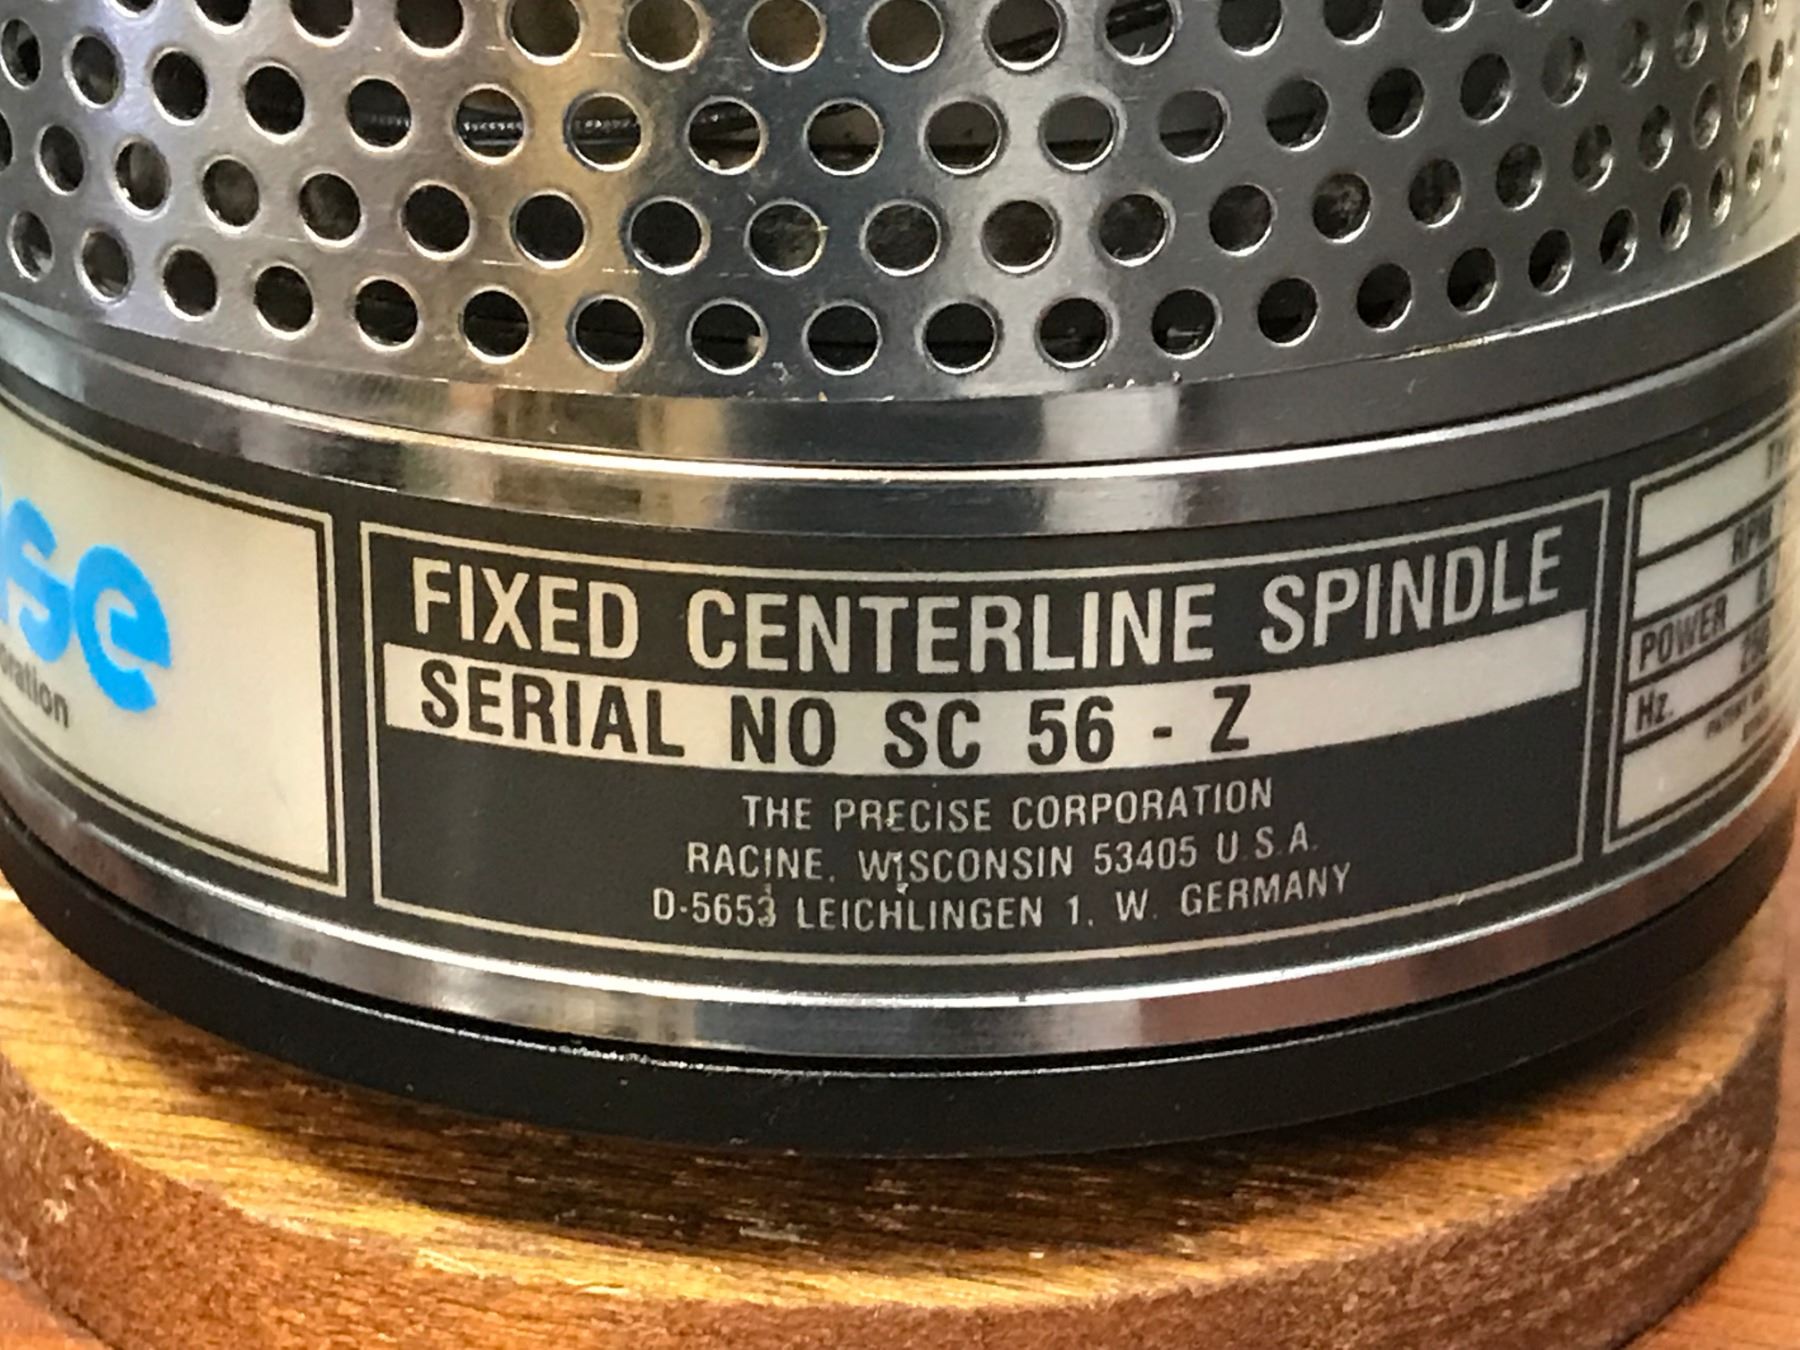 FIXED CENTERLINE SPINDLE
SERIAL NO SC 56 - Z
THE PRECISE CORPORATION
RACINE, WISCONSIN 53405 U.S.A.
D-5653 LEICHLINGEN 1, W. GERMANY
POWER
Hz.